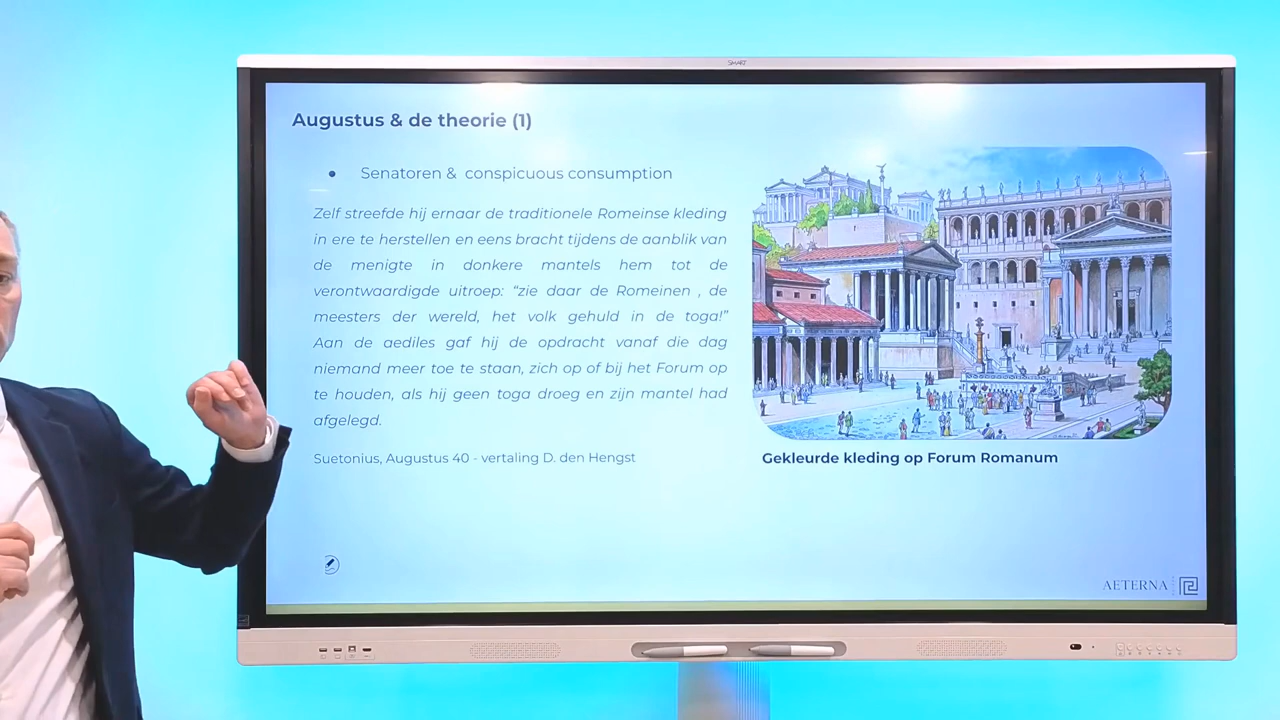 SMART
Augustus & de theorie (1)
• Senatoren & conspicuous consumption
Zelf streefde hij ernaar de traditionele Romeinse kleding
in ere te herstellen en eens bracht tijdens de aanblik van
de menigte in donkere mantels hem tot de
verontwaardigde uitroep: “zie daar de Romeinen , de
meesters der wereld, het volk gehuld in de toga!”
Aan de aediles gaf hij de opdracht vanaf die dag
niemand meer toe te staan, zich op of bij het Forum op
te houden, als hij geen toga droeg en zijn mantel had
afgelegd.
Suetonius, Augustus 40 - vertaling D. den Hengst
Gekleurde kleding op Forum Romanum
AETERNA